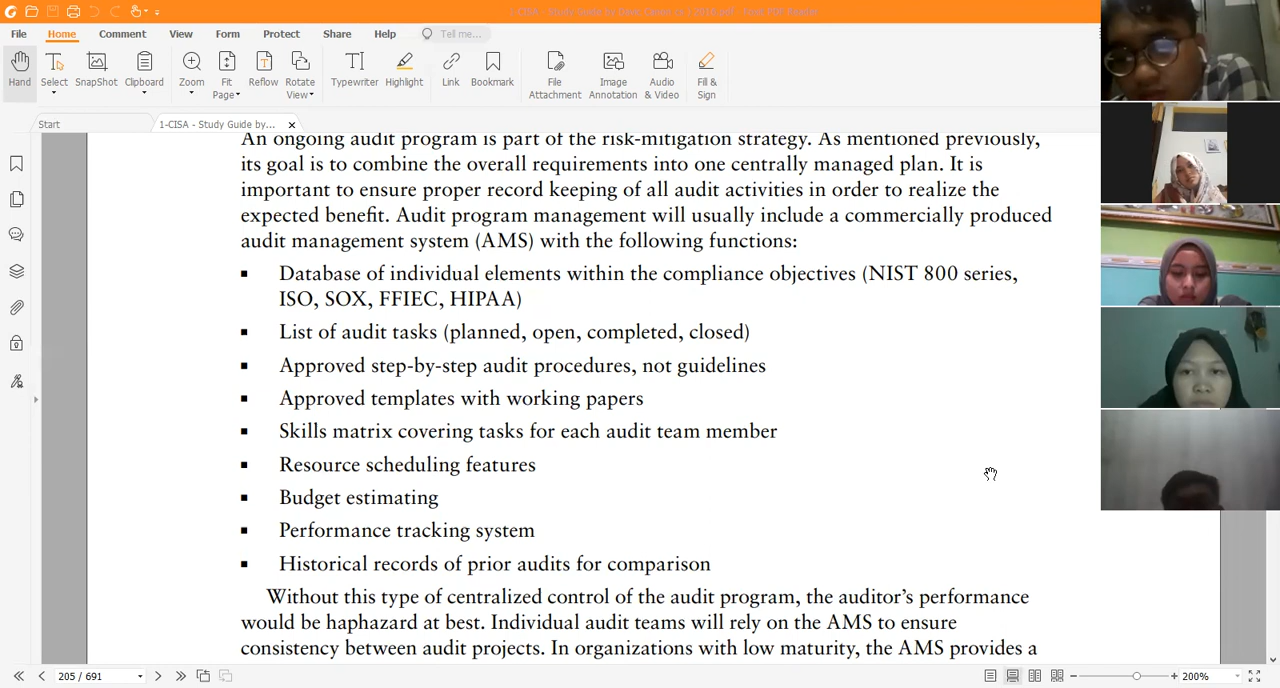 1-CISA - Study Guide by
File Home Comment View Form Protect Share Help Tell me...
Hand Select SnapShot Clipboard Zoom Fit Page Reflow Rotate View Typewriter Highlight Link Bookmark File Attachment Image Annotation Audio & Video Fill & Sign
Start 1-CISA - Study Guide by...
An ongoing audit program is part of the risk-mitigation strategy. As mentioned previously,
its goal is to combine the overall requirements into one centrally managed plan. It is
important to ensure proper record keeping of all audit activities in order to realize the
expected benefit. Audit program management will usually include a commercially produced
audit management system (AMS) with the following functions:
■ Database of individual elements within the compliance objectives (NIST 800 series,
ISO, SOX, FFIEC, HIPAA)
■ List of audit tasks (planned, open, completed, closed)
■ Approved step-by-step audit procedures, not guidelines
■ Approved templates with working papers
■ Skills matrix covering tasks for each audit team member
■ Resource scheduling features
■ Budget estimating
■ Performance tracking system
■ Historical records of prior audits for comparison
Without this type of centralized control of the audit program, the auditor's performance
would be haphazard at best. Individual audit teams will rely on the AMS to ensure
consistency between audit projects. In organizations with low maturity, the AMS provides a
205 / 691 200%